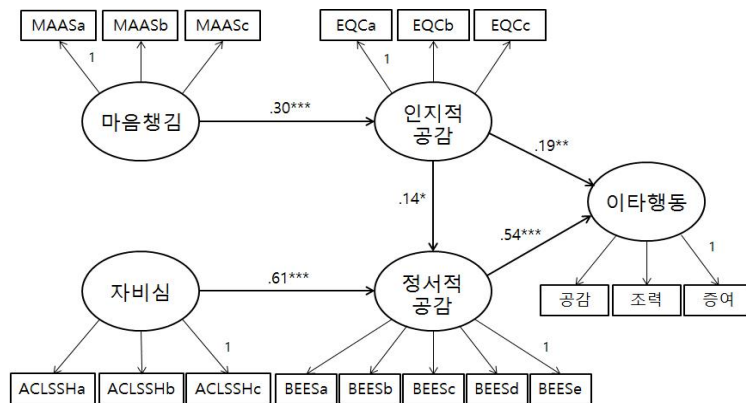 MAASa MAASb MAASc EQCa EQCb EQCc
1 1
마음챙김 .30*** 인지적
공감
.19**
.14* 이타행동
.54*** 1
자비심 .61*** 정서적
공감
공감 조력 증여
1 1
ACLSSHa ACLSSHb ACLSSHc BEESa BEESb BEESc BEESd BEESe